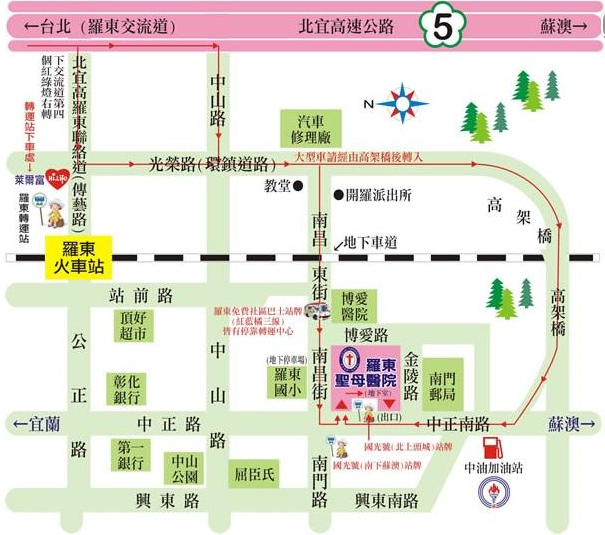 ←台北 (羅東交流道)
北宜高速公路
5
蘇澳→
下交流道第四
個紅綠燈右轉
北宜高羅東聯絡道(傳藝路)
中山路
汽車
修理廠
N
轉運站下車處→
萊爾富
Hi-Life
羅東轉運站
光榮路(環鎮道路)
大型車請經由高架橋後轉入
教堂
開羅派出所
高架橋
南昌東街
地下車道
羅東
火車站
站前路
頂好
超市
羅東免費社區巴士站牌
(紅藍橘三線)
皆有停靠轉運中心
博愛
醫院
博愛路
高架橋
公正路
中山路
彰化
銀行
(地下停車場)
羅東
國小
南昌街
羅東
聖母醫院
→(地下室)
金陵路
南門
郵局
←宜蘭
中正路
(出口)
中正南路
蘇澳→
第一
銀行
中山
公園
屈臣氏
國光號(北上頭城)站牌
國光號(南下蘇澳)站牌
南門路
中油加油站
興東路
興東南路